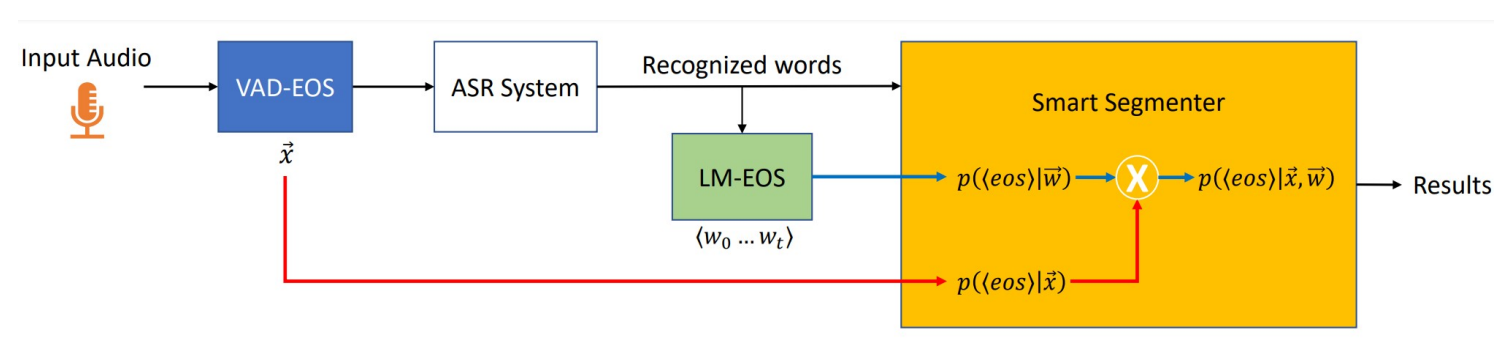 Input Audio
VAD-EOS
x⃗
ASR System
Recognized words
LM-EOS
⟨w₀ … wₜ⟩
Smart Segmenter
p(⟨eos⟩|w⃗)
X
p(⟨eos⟩|x⃗, w⃗)
p(⟨eos⟩|x⃗)
Results